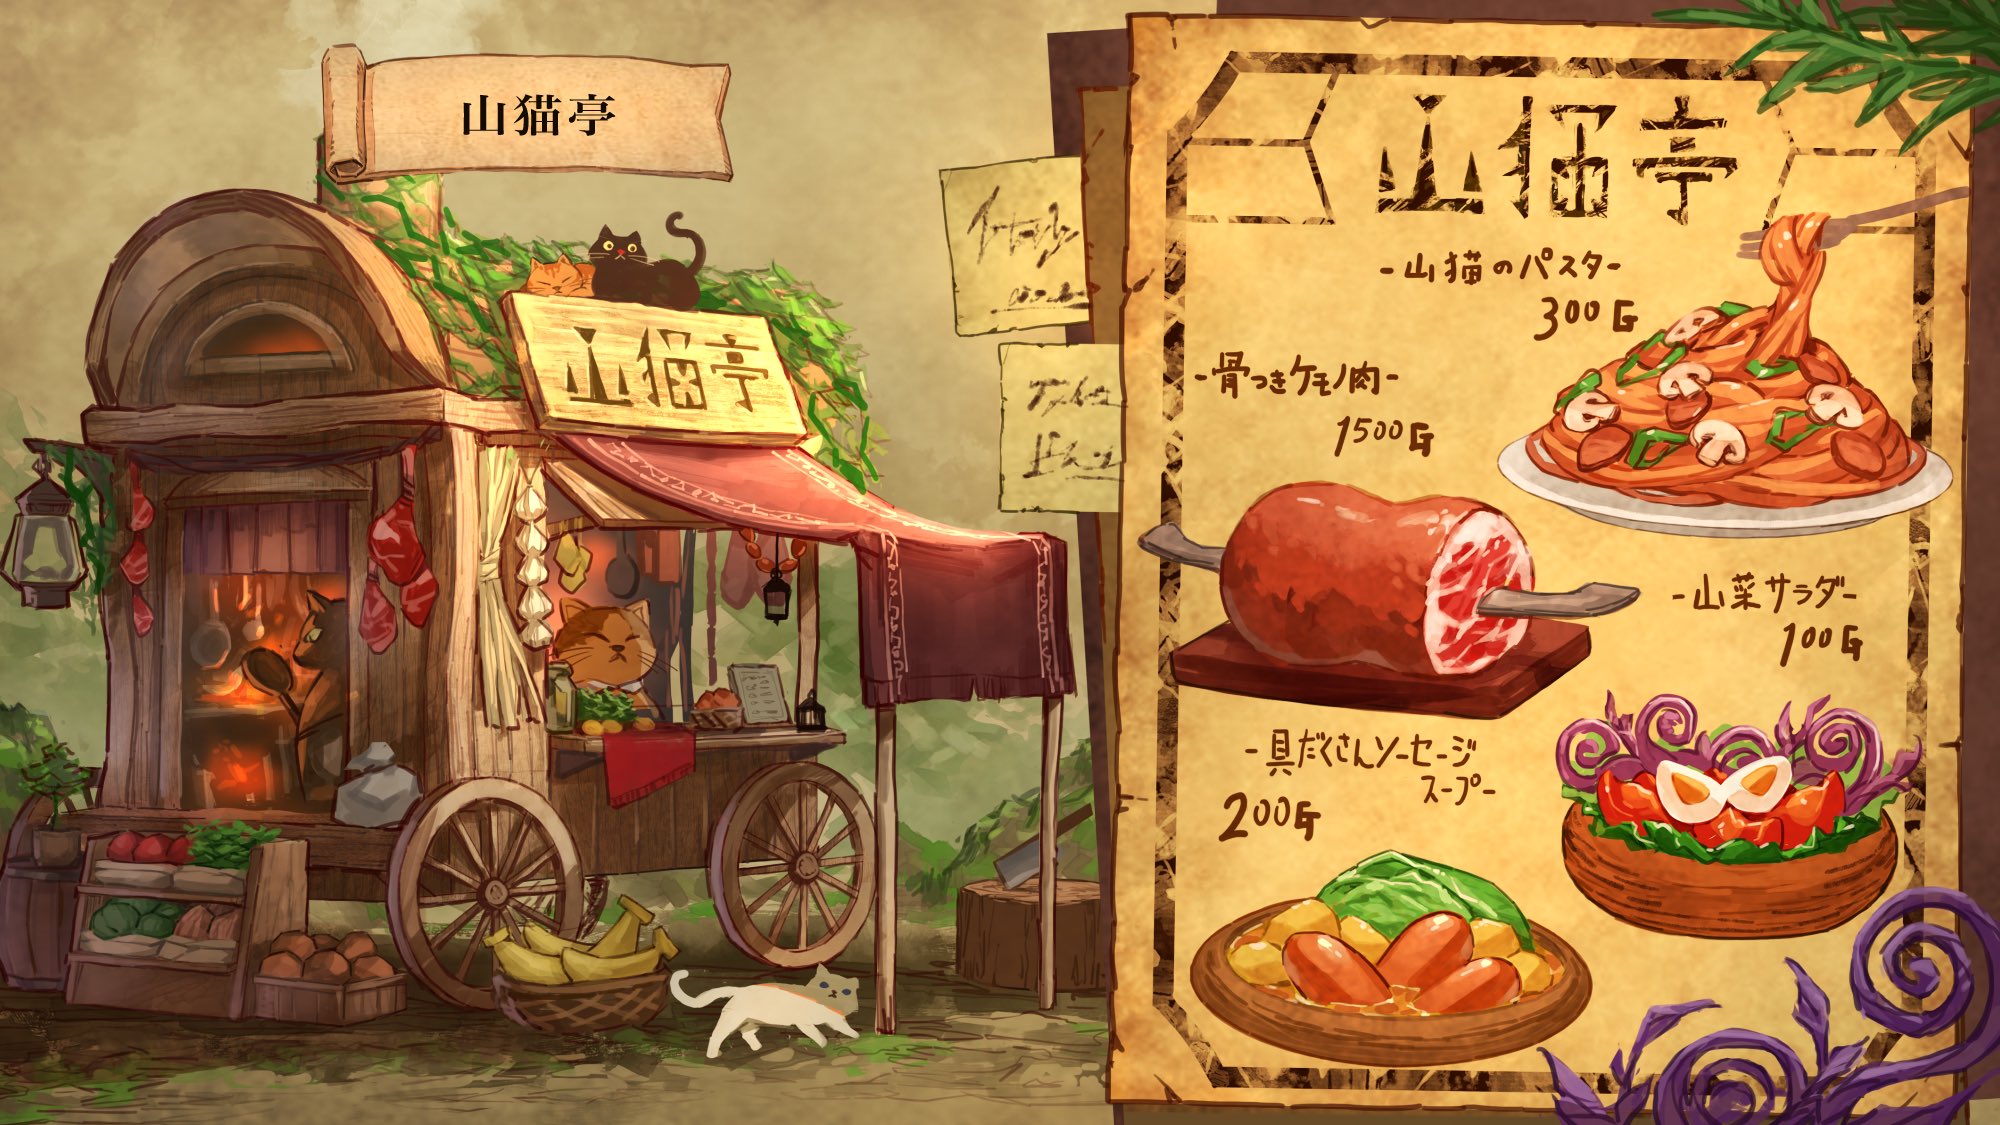 山猫亭
山猫亭
山猫亭
-山猫のパスタ-
300G
-骨つきケモノ肉-
1500G
-山菜サラダ-
100G
-具だくさんソーセージ
スープ-
200G